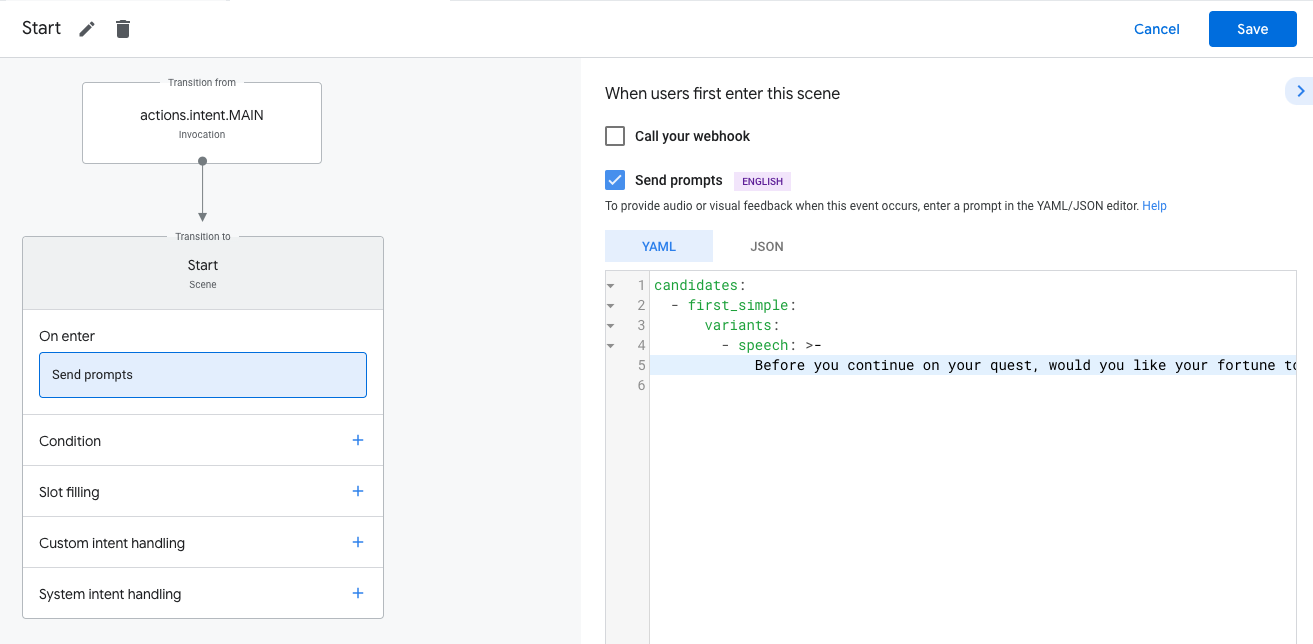 Start
Cancel
Save
Transition from
actions.intent.MAIN
Invocation
Transition to
Start
Scene
On enter
Send prompts
Condition
Slot filling
Custom intent handling
System intent handling
When users first enter this scene
Call your webhook
Send prompts ENGLISH
To provide audio or visual feedback when this event occurs, enter a prompt in the YAML/JSON editor. Help
YAML JSON
1 candidates:
2 - first_simple:
3 variants:
4 - speech: >-
5 Before you continue on your quest, would you like your fortune
6